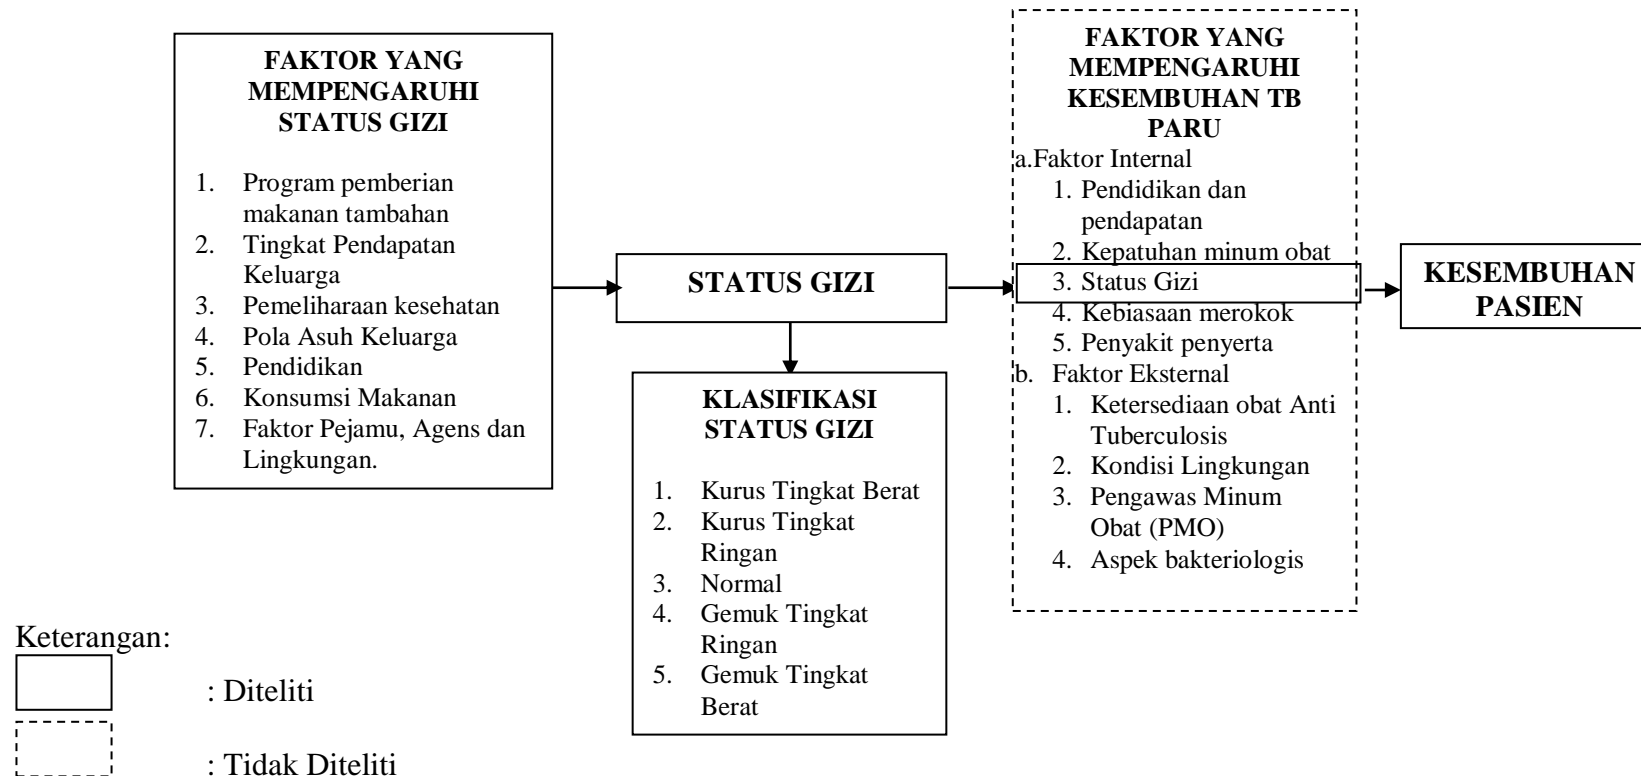 FAKTOR YANG
MEMPENGARUHI
STATUS GIZI
1. Program pemberian
makanan tambahan
2. Tingkat Pendapatan
Keluarga
3. Pemeliharaan kesehatan
4. Pola Asuh Keluarga
5. Pendidikan
6. Konsumsi Makanan
7. Faktor Pejamu, Agens dan
Lingkungan.
STATUS GIZI
KLASIFIKASI
STATUS GIZI
1. Kurus Tingkat Berat
2. Kurus Tingkat
Ringan
3. Normal
4. Gemuk Tingkat
Ringan
5. Gemuk Tingkat
Berat
FAKTOR YANG
MEMPENGARUHI
KESEMBUHAN TB
PARU
a.Faktor Internal
1. Pendidikan dan
pendapatan
2. Kepatuhan minum obat
3. Status Gizi
4. Kebiasaan merokok
5. Penyakit penyerta
b. Faktor Eksternal
1. Ketersediaan obat Anti
Tuberculosis
2. Kondisi Lingkungan
3. Pengawas Minum
Obat (PMO)
4. Aspek bakteriologis
KESEMBUHAN
PASIEN
Keterangan:
: Diteliti
: Tidak Diteliti